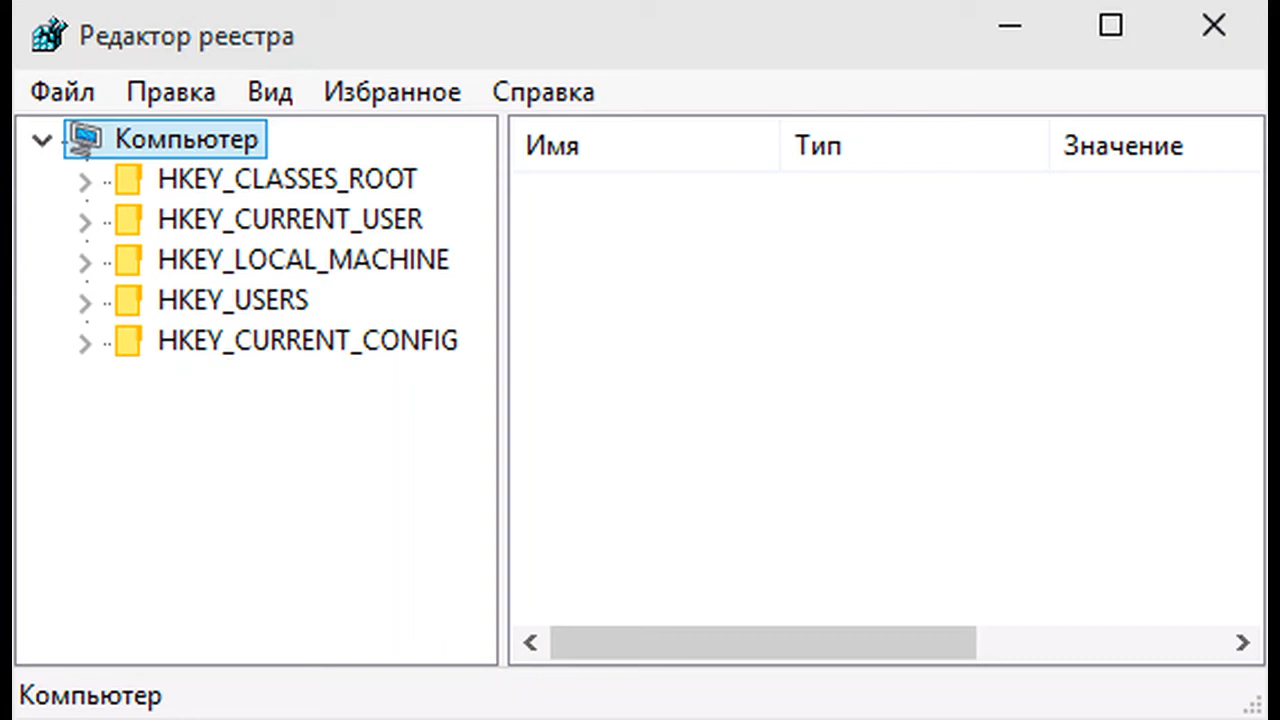 Редактор реестра
Файл Правка Вид Избранное Справка
Компьютер
HKEY_CLASSES_ROOT
HKEY_CURRENT_USER
HKEY_LOCAL_MACHINE
HKEY_USERS
HKEY_CURRENT_CONFIG
Имя Тип Значение
Компьютер